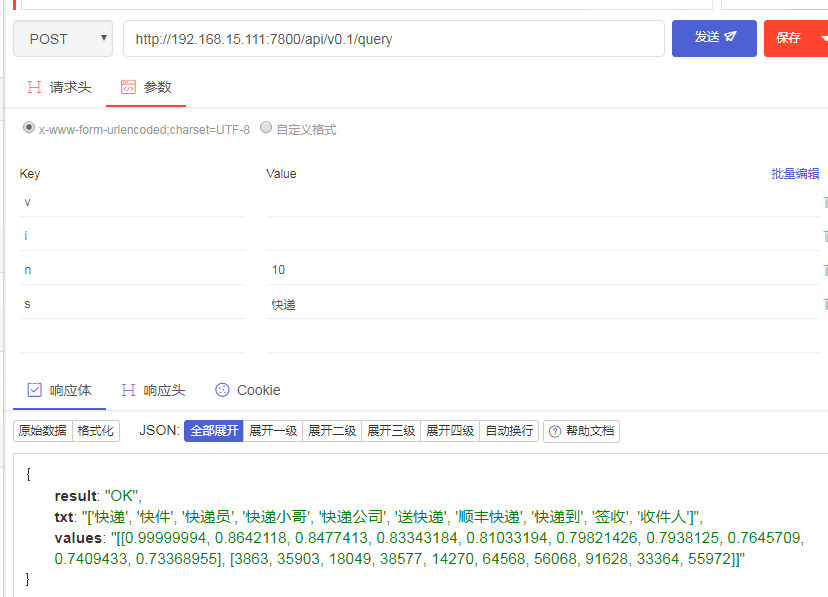 POST http://192.168.15.111:7800/api/v0.1/query 发送 保存
请求头 参数
x-www-form-urlencoded;charset=UTF-8 自定义格式
Key Value 批量编辑
v
i
n 10
s 快递
响应体 响应头 Cookie
原始数据 格式化 JSON: 全部展开 展开一级 展开二级 展开三级 展开四级 自动换行 帮助文档
{
result: "OK",
txt: "['快递', '快件', '快递员', '快递小哥', '快递公司', '送快递', '顺丰快递', '快递到', '签收', '收件人']",
values: "[[0.99999994, 0.8642118, 0.8477413, 0.83343184, 0.81033194, 0.79821426, 0.7938125, 0.7645709,
0.7409433, 0.73368955], [3863, 35903, 18049, 38577, 14270, 64568, 56068, 91628, 33364, 55972]]"
}